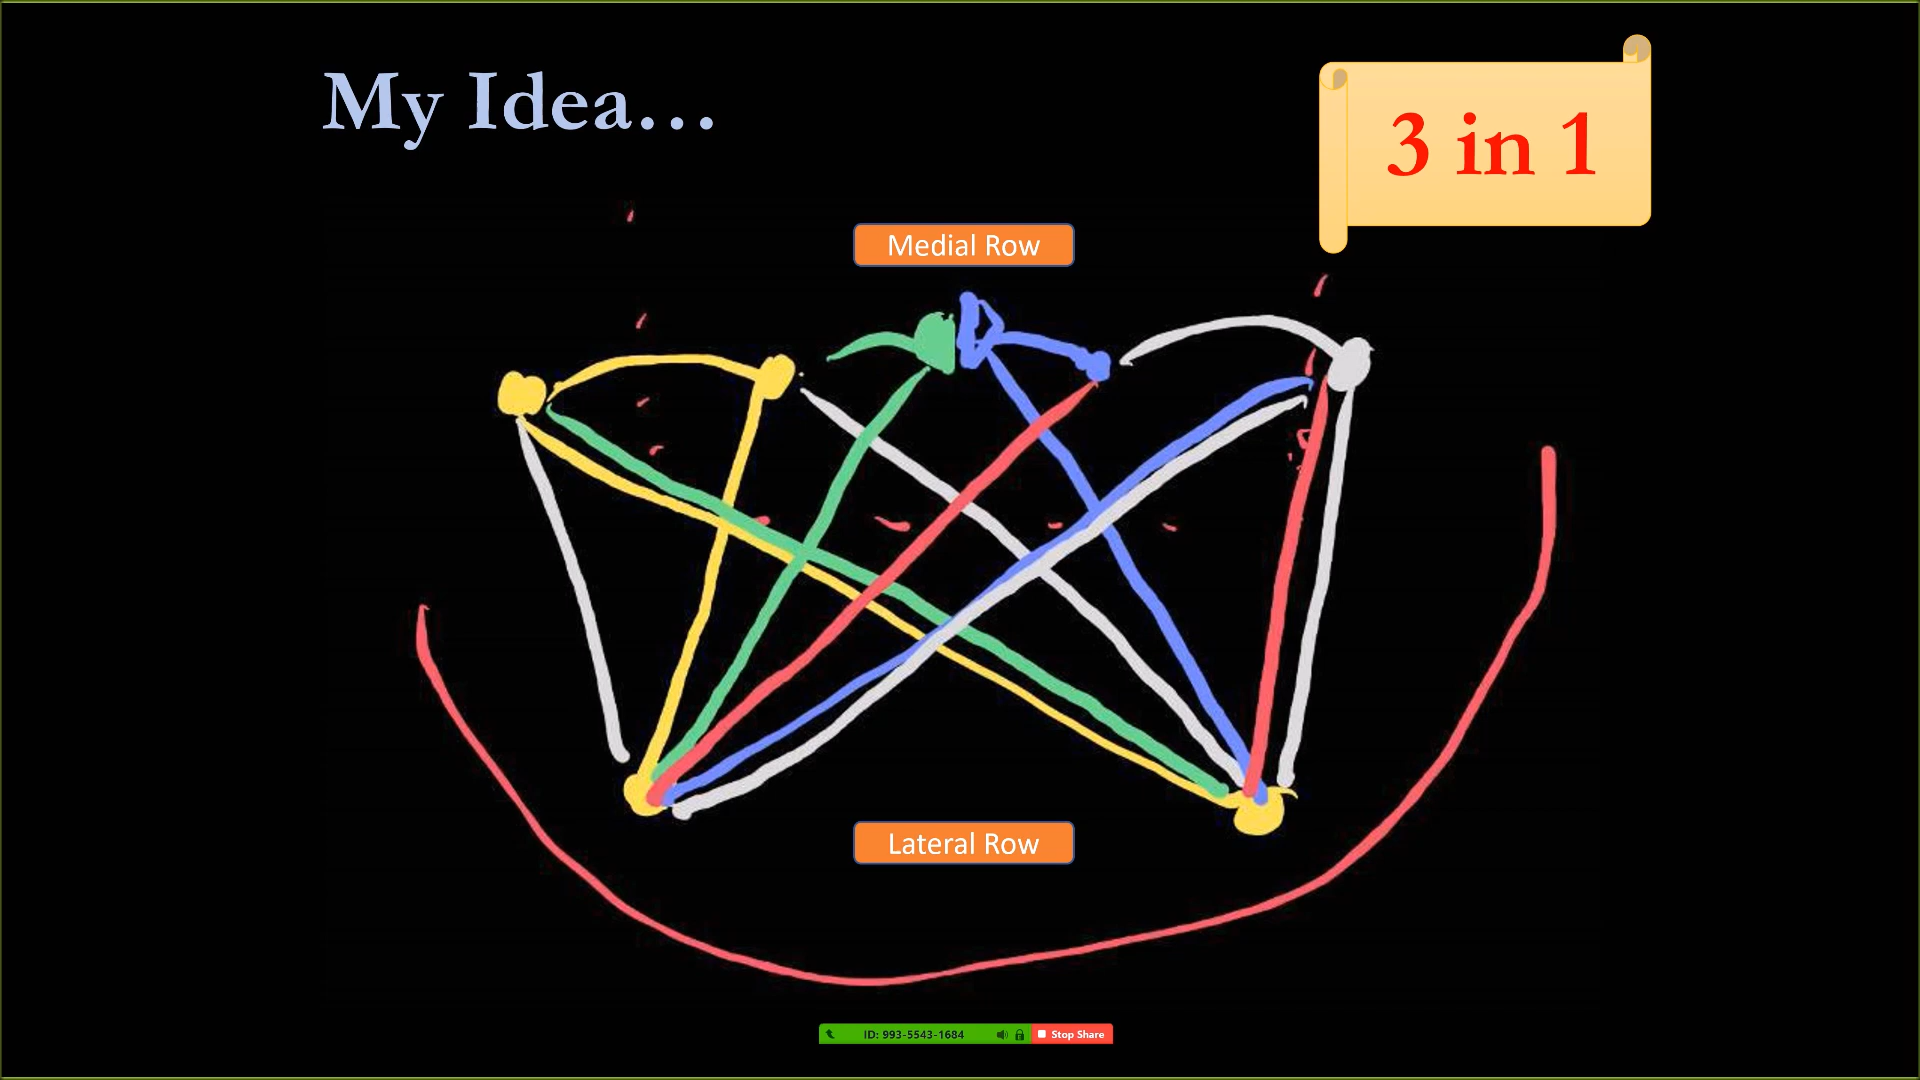 My Idea...
3 in 1
Medial Row
Lateral Row
ID: 993-5543-1684
Stop Share